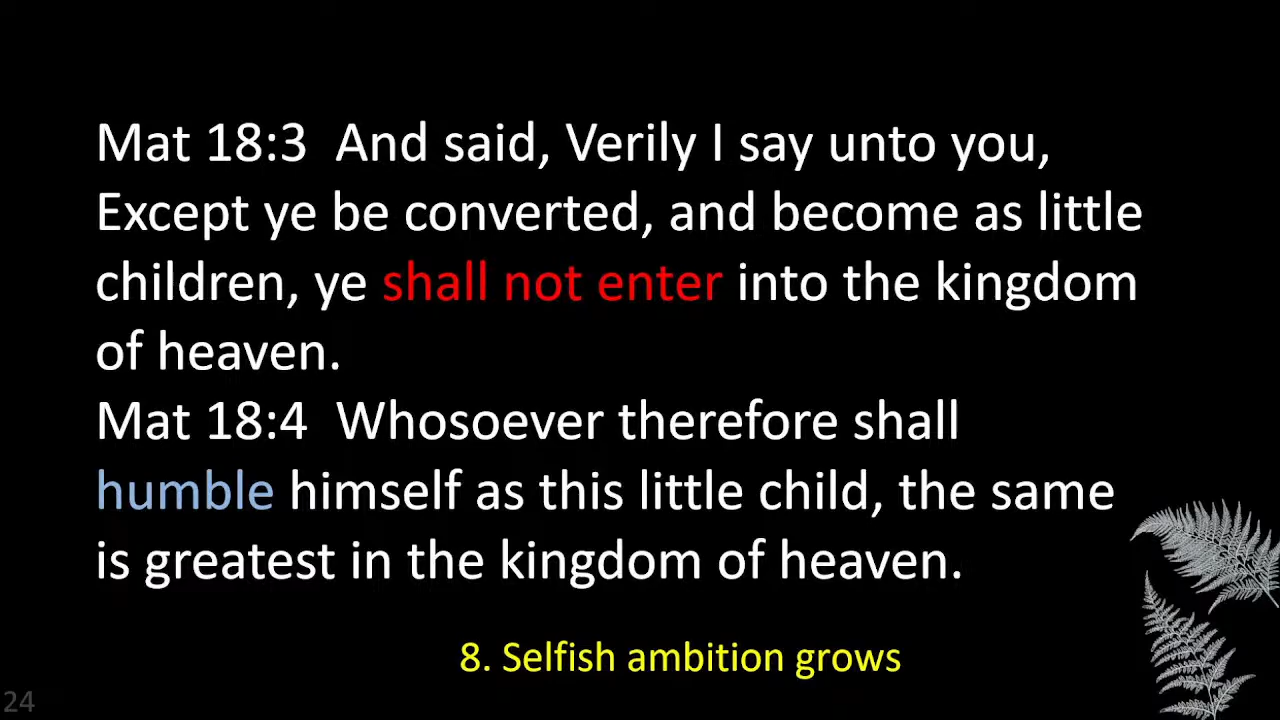 Mat 18:3  And said, Verily I say unto you,
Except ye be converted, and become as little
children, ye shall not enter into the kingdom
of heaven.
Mat 18:4  Whosoever therefore shall
humble himself as this little child, the same
is greatest in the kingdom of heaven.
8. Selfish ambition grows
24